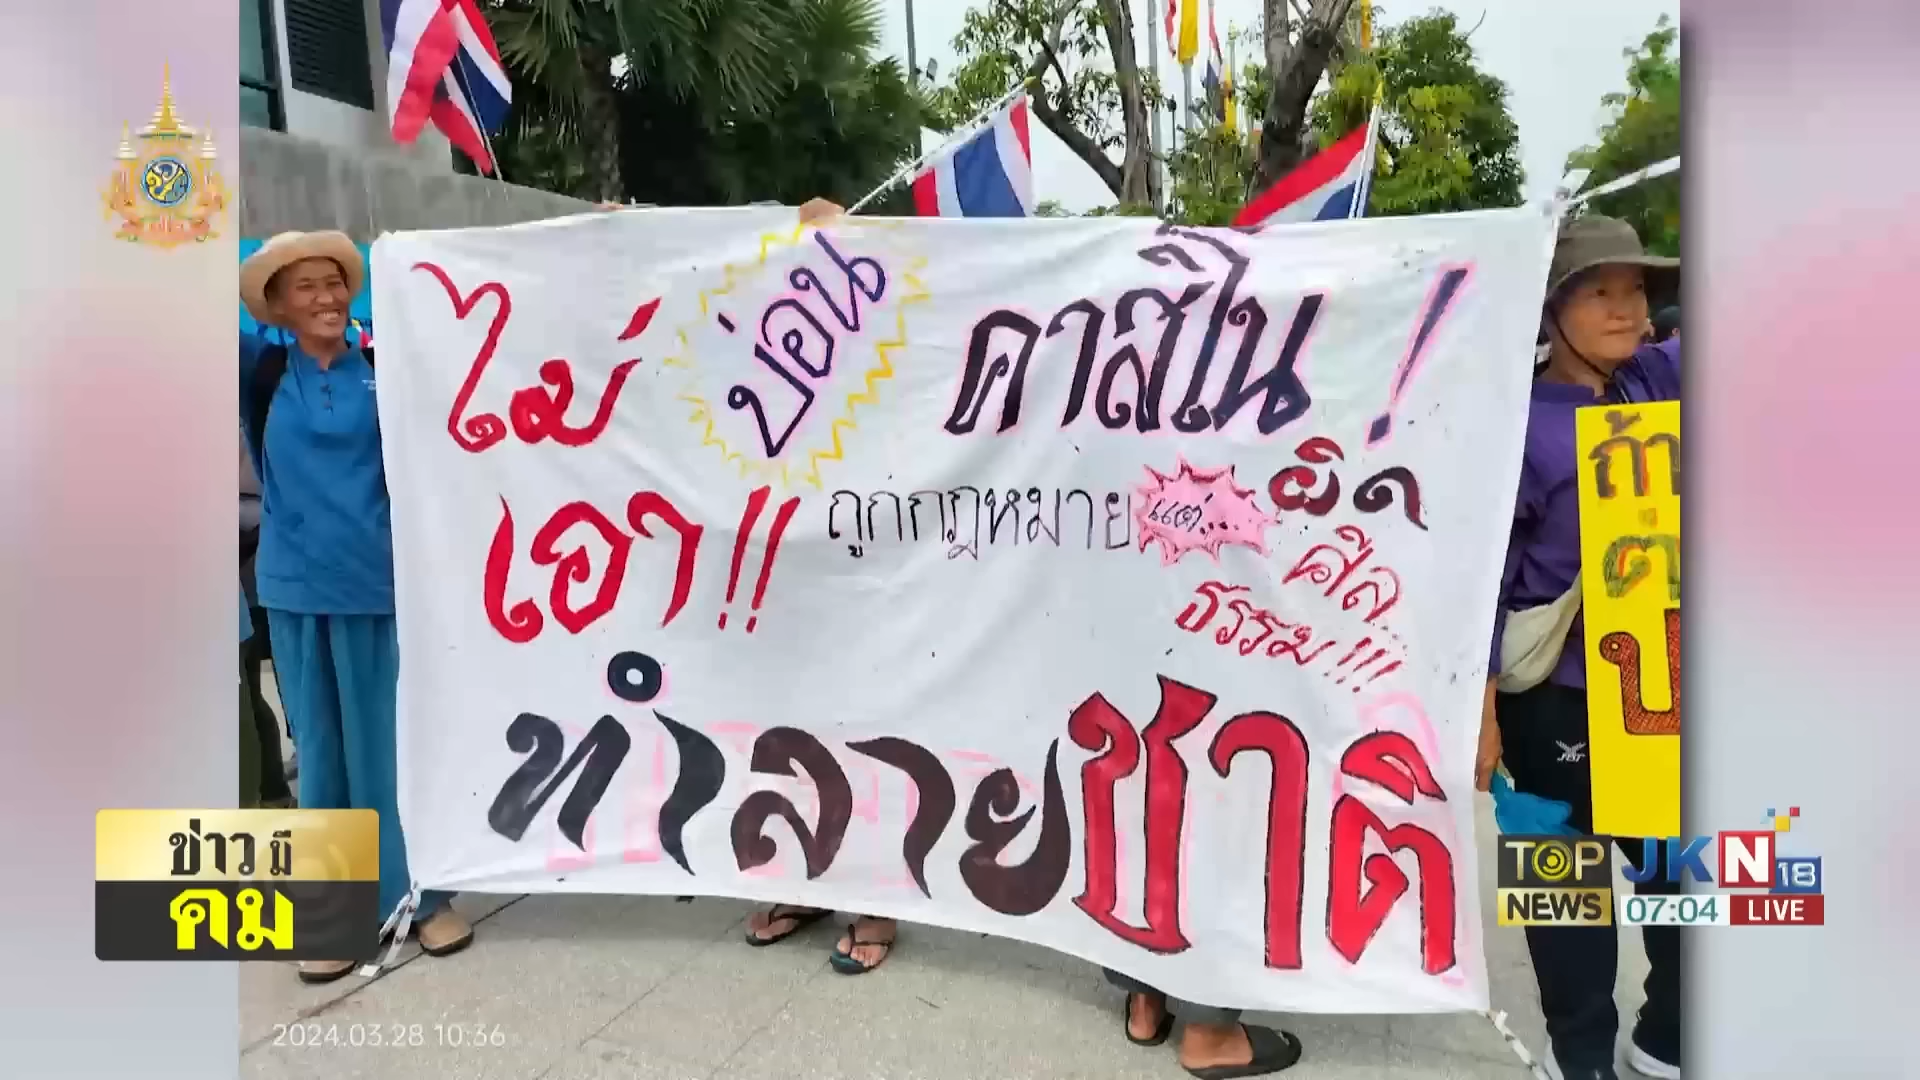 ไม่ บ่อน คาสิโน !
เอา !! ถูกกฎหมาย แต่... ผิด
ศีล
ธรรม!!!
ทำลายชาติ
ถ้า
ต
ข่าวมี
คม
TOP
NEWS
JKN 18
07:04 LIVE
2024.03.28 10:36